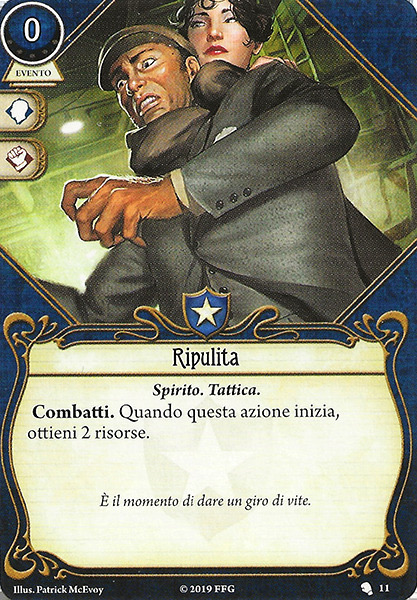 0
EVENTO
Ripulita
Spirito. Tattica.
Combatti. Quando questa azione inizia,
ottieni 2 risorse.
È il momento di dare un giro di vite.
Illus. Patrick McEvoy
© 2019 FFG
11